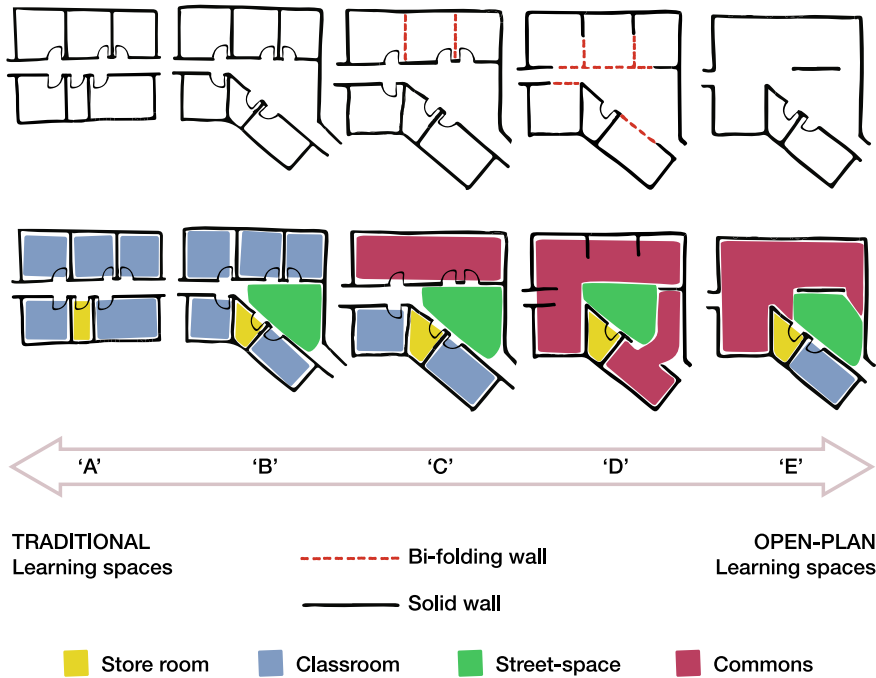 ‘A’ ‘B’ ‘C’ ‘D’ ‘E’
TRADITIONAL
Learning spaces
Bi-folding wall
Solid wall
OPEN-PLAN
Learning spaces
Store room
Classroom
Street-space
Commons